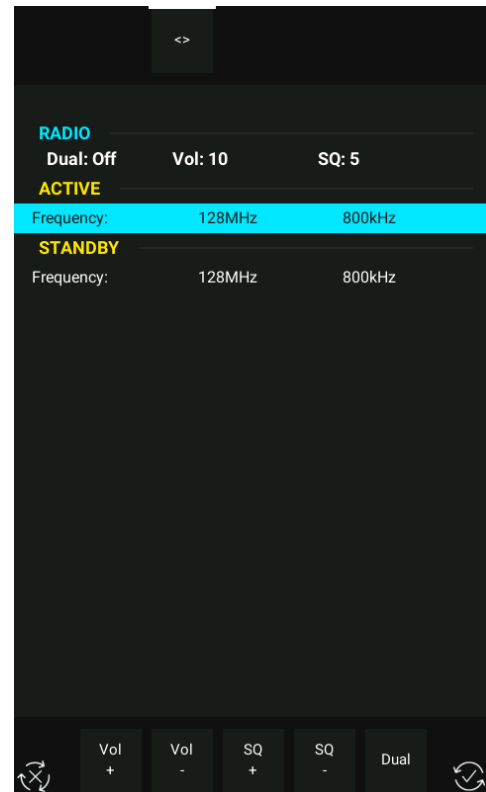 <>
RADIO
Dual: Off Vol: 10 SQ: 5
ACTIVE
Frequency: 128MHz 800kHz
STANDBY
Frequency: 128MHz 800kHz
Vol Vol SQ SQ Dual
+ - + -